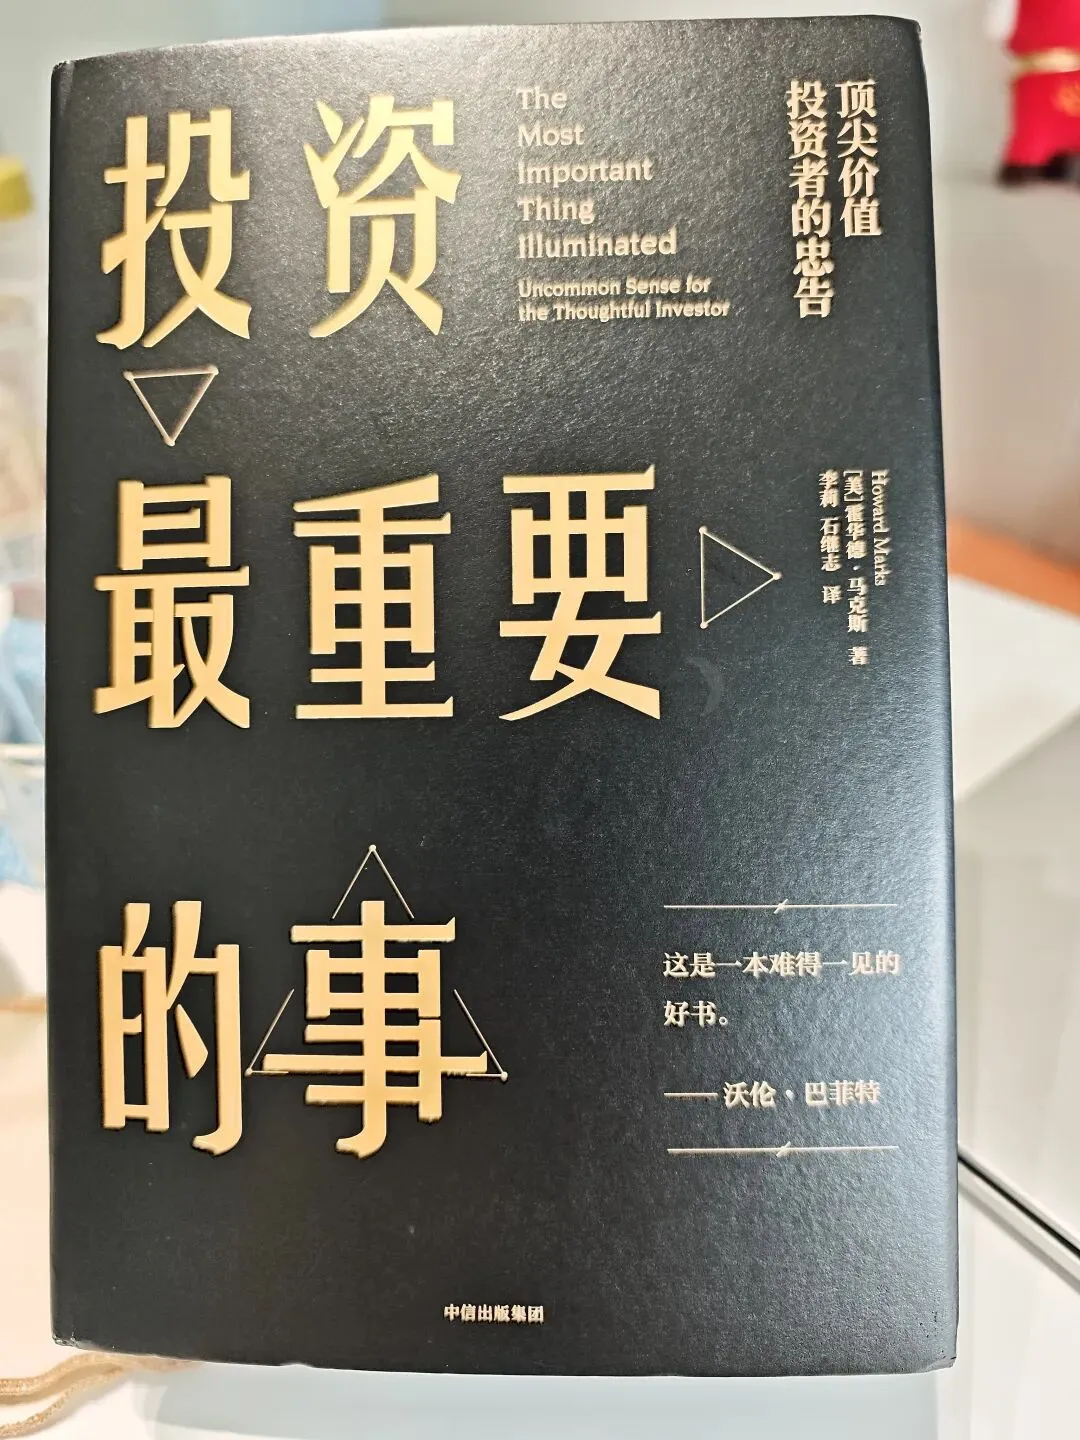 投资
最重要
的事
The
Most
Important
Thing
Illuminated
Uncommon Sense for
the Thoughtful Investor
顶尖价值
投资者的忠告
Howard Marks
[美]霍华德·马克斯 著
李莉 石继志 译
这是一本难得一见的
好书。
——沃伦·巴菲特
中信出版集团